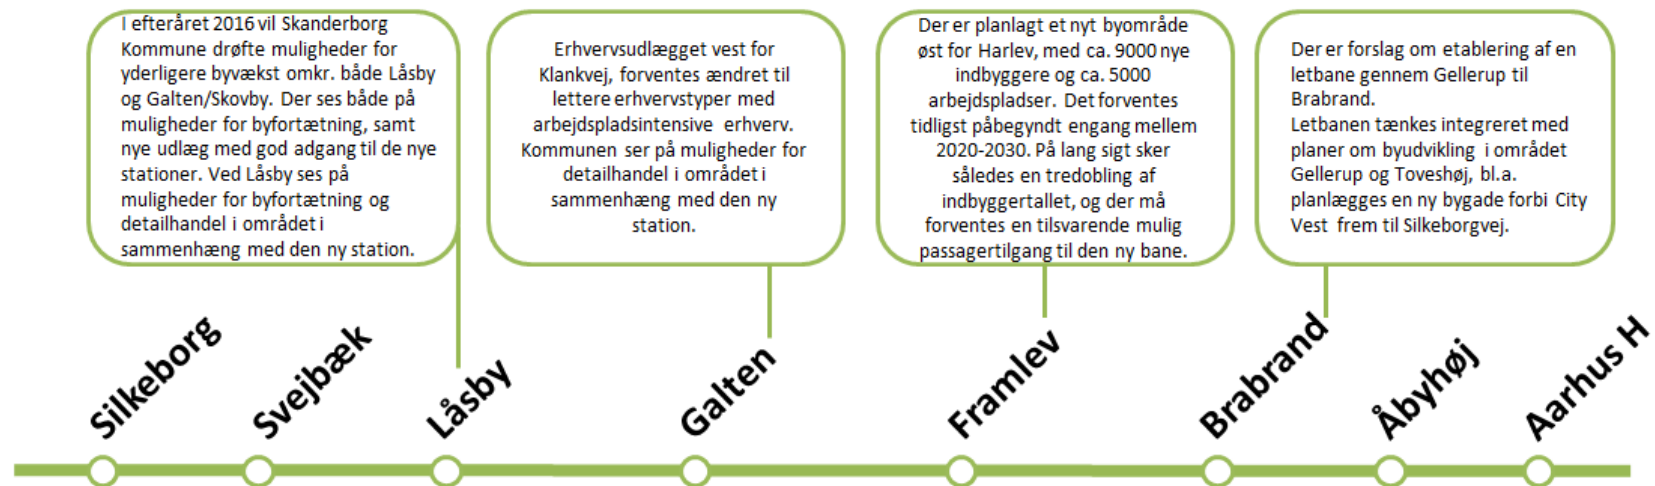 I efteråret 2016 vil Skanderborg
Kommune drøfte muligheder for
yderligere byvækst omkr. både Låsby
og Galten/Skovby. Der ses både på
muligheder for byfortætning, samt
nye udlæg med god adgang til de nye
stationer. Ved Låsby ses på
muligheder for byfortætning og
detailhandel i området i
sammenhæng med den ny station.
Erhvervsudlægget vest for
Klankvej, forventes ændret til
lettere erhvervstyper med
arbejdspladsintensive erhverv.
Kommunen ser på muligheder for
detailhandel i området i
sammenhæng med den ny
station.
Der er planlagt et nyt byområde
øst for Harlev, med ca. 9000 nye
indbyggere og ca. 5000
arbejdspladser. Det forventes
tidligst påbegyndt engang mellem
2020-2030. På lang sigt sker
således en tredobling af
indbyggertallet, og der må
forventes en tilsvarende mulig
passagertilgang til den ny bane.
Der er forslag om etablering af en
letbane gennem Gellerup til
Brabrand.
Letbanen tænkes integreret med
planer om byudvikling i området
Gellerup og Toveshøj, bl.a.
planlægges en ny bygade forbi City
Vest frem til Silkeborgvej.
Silkeborg
Svejbæk
Låsby
Galten
Framlev
Brabrand
Åbyhøj
Aarhus H